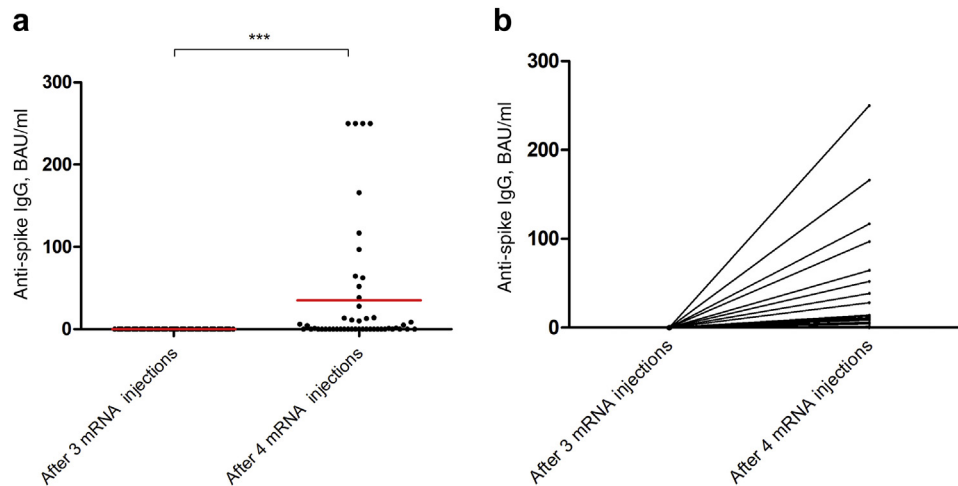 a
***
Anti-spike IgG, BAU/ml
300
200
100
0
After 3 mRNA injections
After 4 mRNA injections
b
Anti-spike IgG, BAU/ml
300
200
100
0
After 3 mRNA injections
After 4 mRNA injections